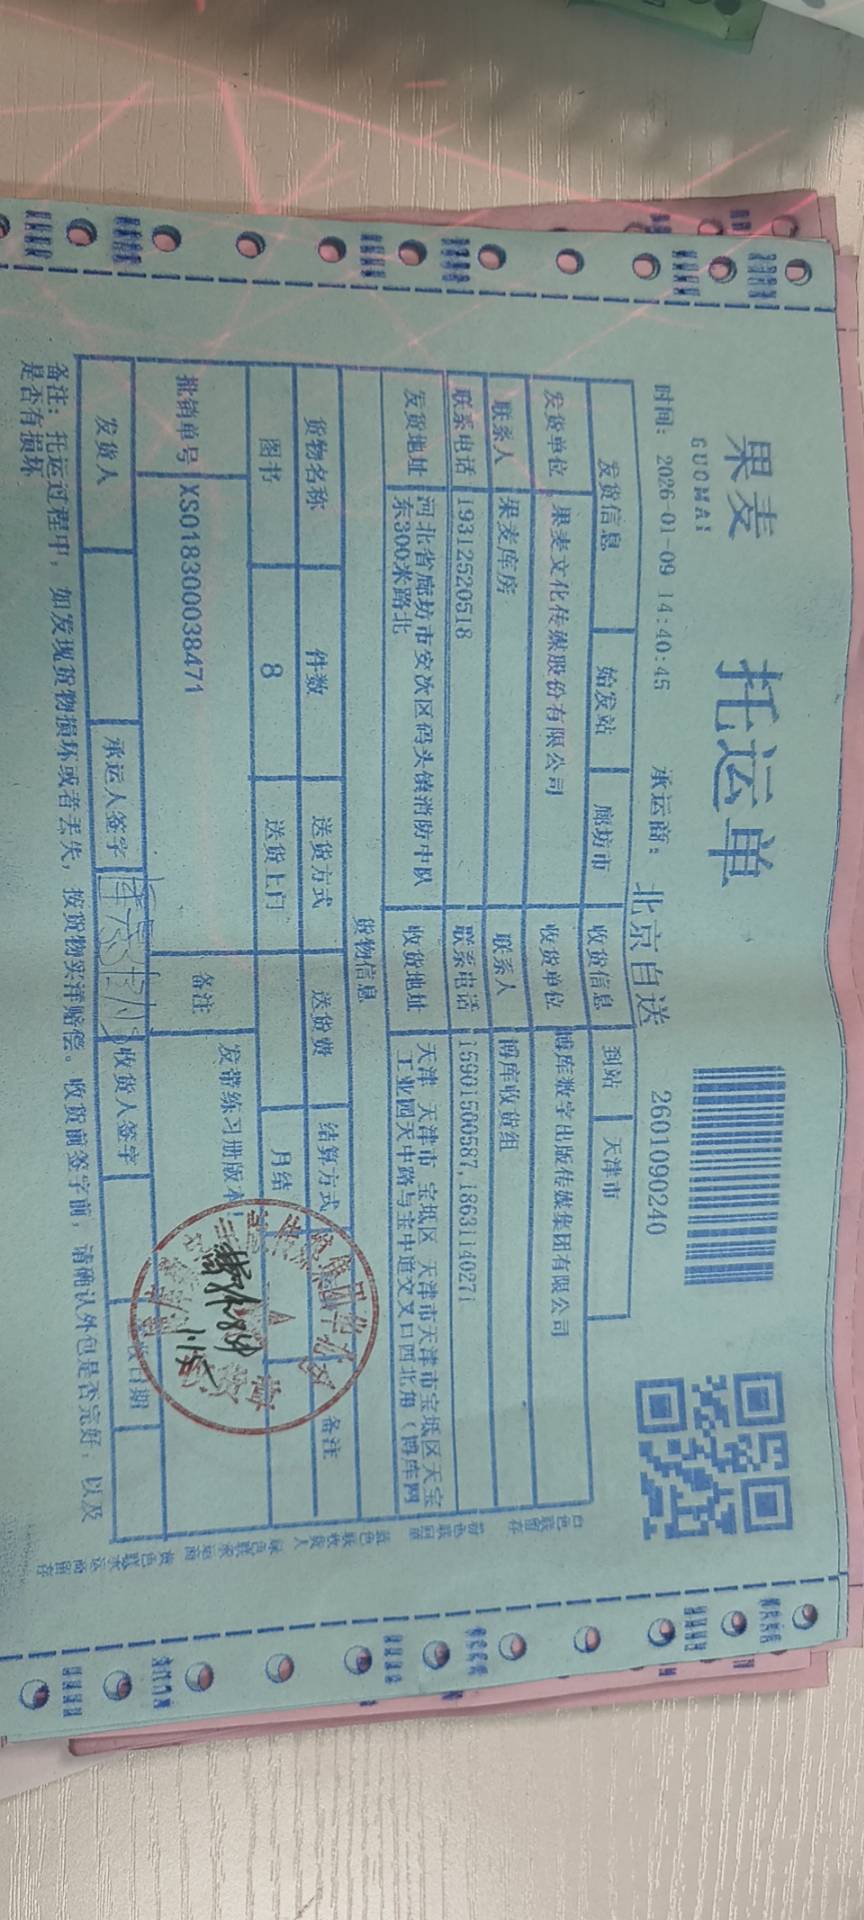 果麦
GUOMAI
托运单
时间: 2026-01-09 14:40:45 承运商: 北京自送 2601090240
发货信息 始发站 廊坊市 收货信息 到站 天津市
发货单位 果麦文化传媒股份有限公司 收货单位 博库数字出版传媒集团有限公司
联系人 果麦库房 联系人 博库收货组
联系电话 19312520518 联系电话 15901500587,18631140271
发货地址 河北省廊坊市安次区码头镇消防中队
东300米路北
收货地址 天津 天津市 宝坻区 天津市天津市宝坻区天宝
工业园天中路与宝中道交叉口西北角（博库网
货物信息
货物名称 件数 送货方式 送货费 结算方式 备注
图书 8 送货上门 月结
批销单号 XS018300038471 备注 发带练习册版本
发货人 承运人签字 收货人签字 收日期
备注: 托运过程中, 如发现货物损坏或者丢失, 按货物实洋赔偿。收货前签字前, 请确认外包是否完好, 以及
是否有损坏